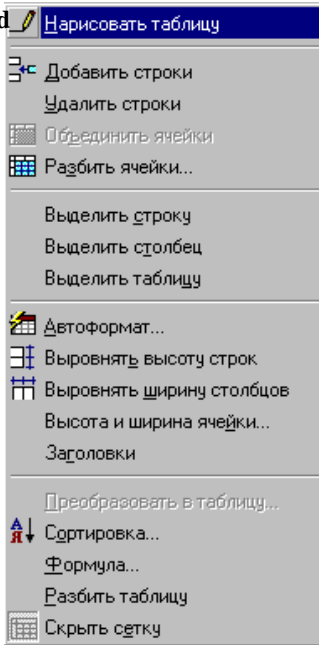 d
Нарисовать таблицу
Добавить строки
Удалить строки
Объединить ячейки
Разбить ячейки...
Выделить строку
Выделить столбец
Выделить таблицу
Автоформат...
Выровнять высоту строк
Выровнять ширину столбцов
Высота и ширина ячейки...
Заголовки
Преобразовать в таблицу...
Сортировка...
Формула...
Разбить таблицу
Скрыть сетку